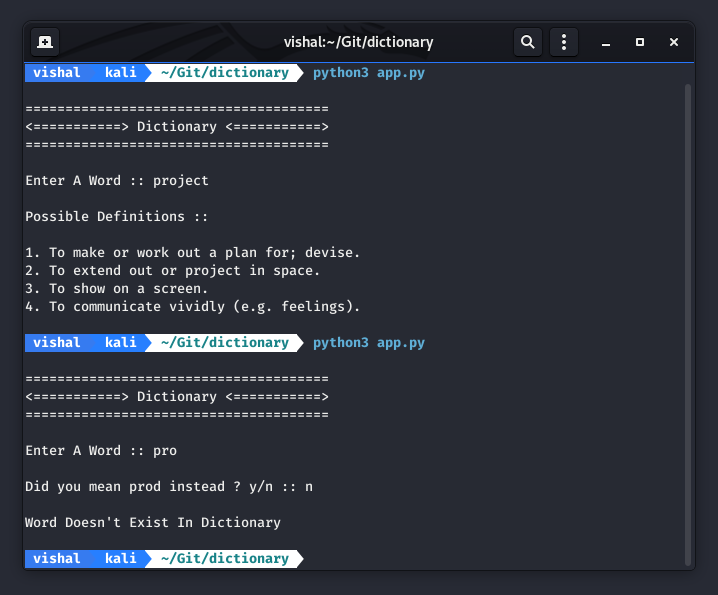 vishal:~/Git/dictionary
vishal kali ~/Git/dictionary python3 app.py
======================================
<===========> Dictionary <===========>
======================================
Enter A Word :: project
Possible Definitions ::
1. To make or work out a plan for; devise.
2. To extend out or project in space.
3. To show on a screen.
4. To communicate vividly (e.g. feelings).
vishal kali ~/Git/dictionary python3 app.py
======================================
<===========> Dictionary <===========>
======================================
Enter A Word :: pro
Did you mean prod instead ? y/n :: n
Word Doesn't Exist In Dictionary
vishal kali ~/Git/dictionary